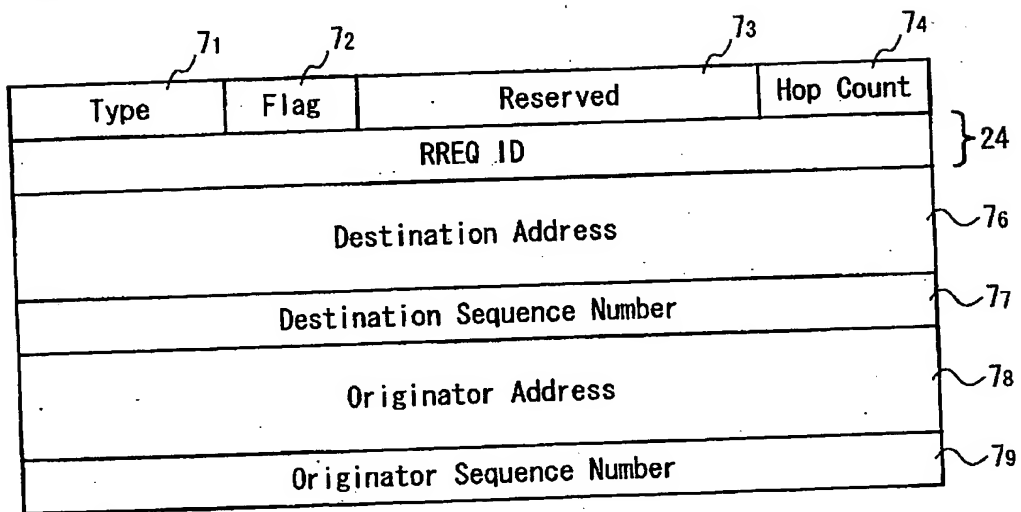 71 72 73 74
Type Flag Reserved Hop Count
RREQ ID 24
Destination Address 76
Destination Sequence Number 77
Originator Address 78
Originator Sequence Number 79